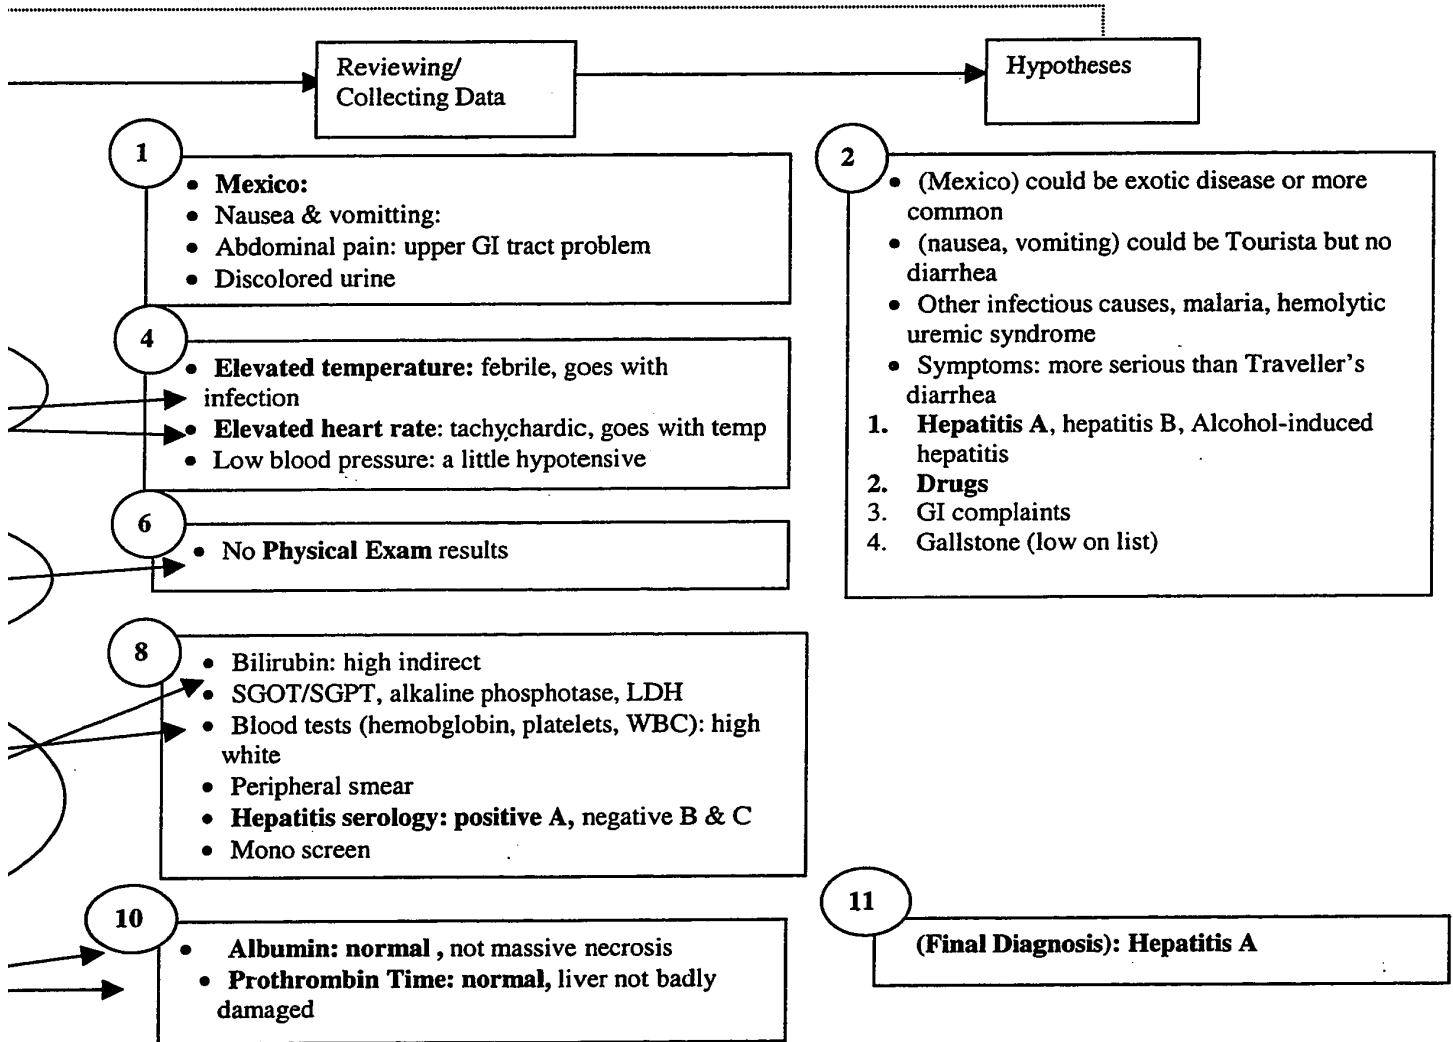 Reviewing/
Collecting Data
Hypotheses
1
• Mexico:
• Nausea & vomitting:
• Abdominal pain: upper GI tract problem
• Discolored urine
2
• (Mexico) could be exotic disease or more
common
• (nausea, vomiting) could be Tourista but no
diarrhea
• Other infectious causes, malaria, hemolytic
uremic syndrome
• Symptoms: more serious than Traveller's
diarrhea
1. Hepatitis A, hepatitis B, Alcohol-induced
hepatitis
2. Drugs
3. GI complaints
4. Gallstone (low on list)
4
• Elevated temperature: febrile, goes with
infection
• Elevated heart rate: tachychardic, goes with temp
• Low blood pressure: a little hypotensive
6
• No Physical Exam results
8
• Bilirubin: high indirect
• SGOT/SGPT, alkaline phosphotase, LDH
• Blood tests (hemobglobin, platelets, WBC): high
white
• Peripheral smear
• Hepatitis serology: positive A, negative B & C
• Mono screen
10
• Albumin: normal , not massive necrosis
• Prothrombin Time: normal, liver not badly
damaged
11
(Final Diagnosis): Hepatitis A